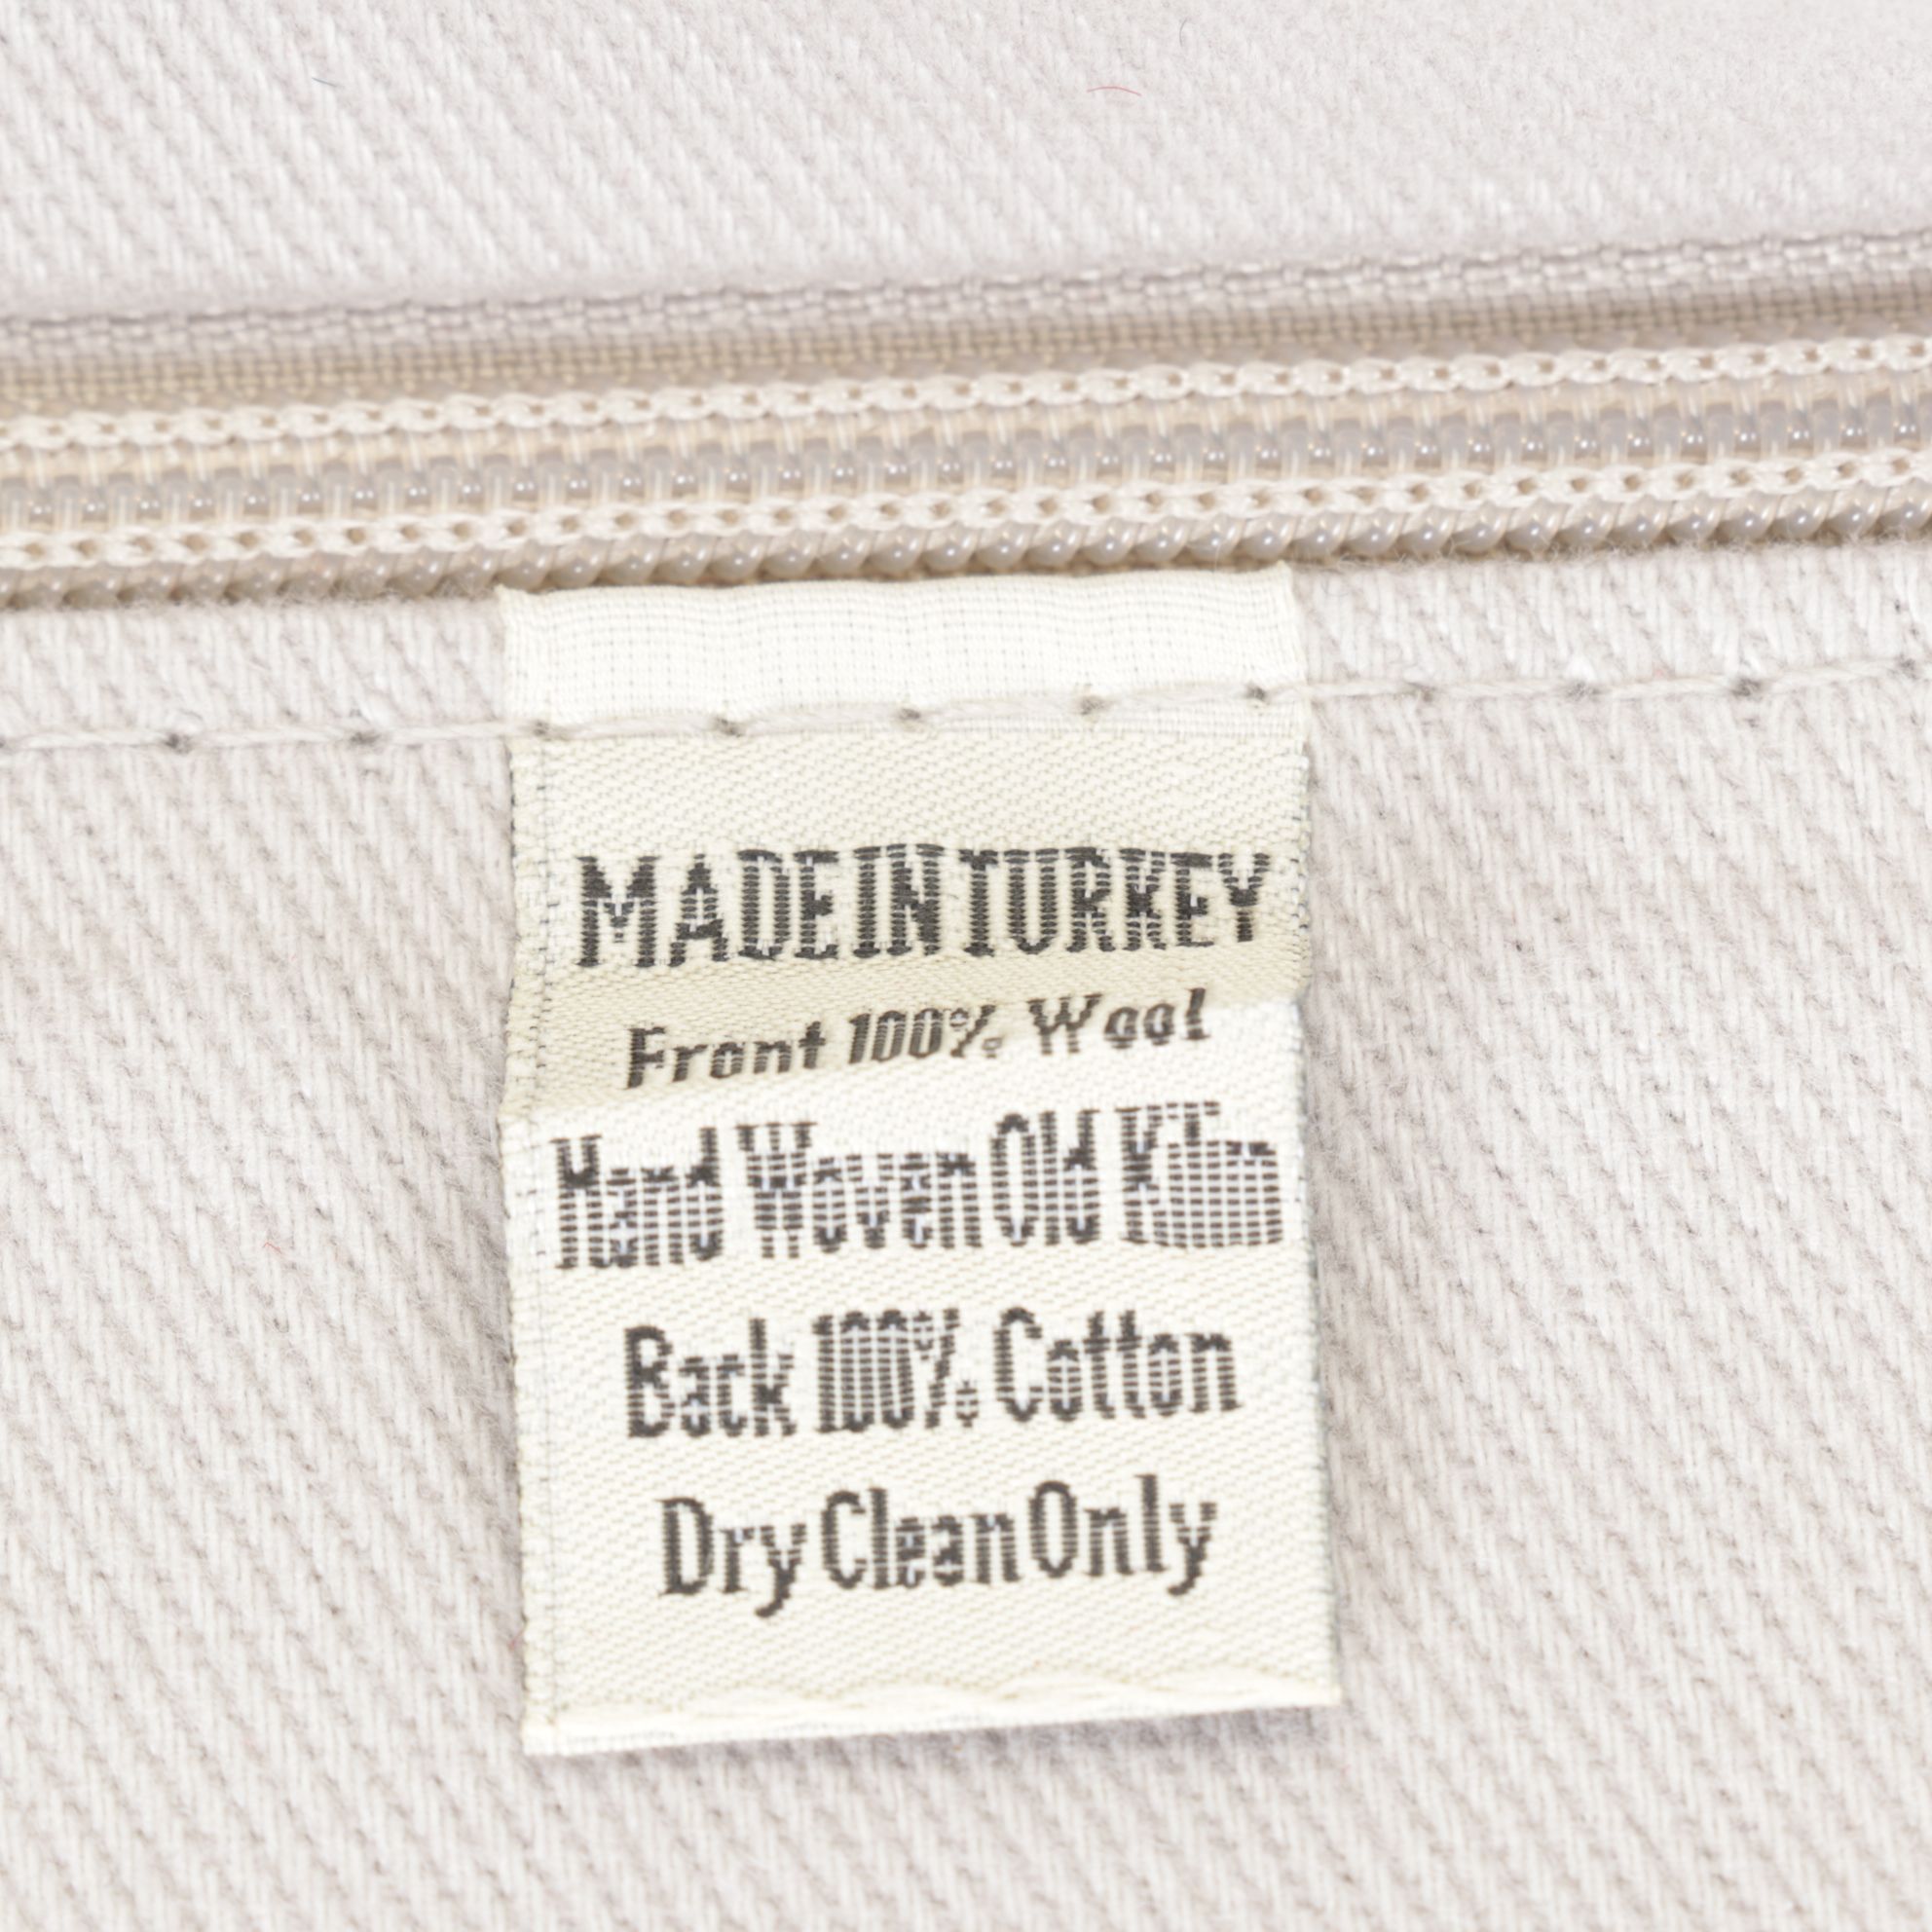 MADE IN TURKEY
Front 100% Wool
Hand Woven Old Kilim
Back 100% Cotton
Dry Clean Only